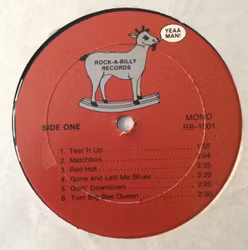 YEAA
MAN!
ROCK-A-BILLY
RECORDS
SIDE ONE
MONO
RB-1001
1. Tear It Up 1:55
2. Matchbox 2:04
3. Red Hot 2:35
4. Gone and Left Me Blues 2:20
5. Goin' Downtown 2:20
6. Tom Big Bee Queen 2:30